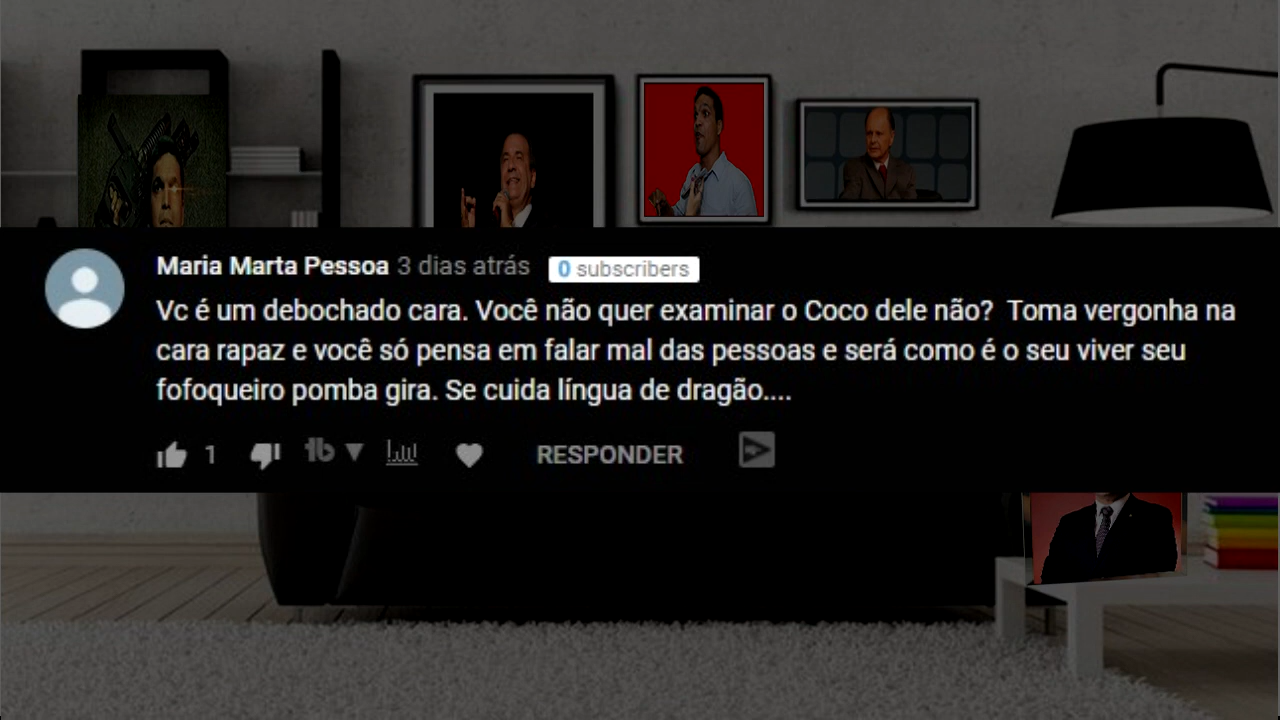 Maria Marta Pessoa 3 dias atrás 0 subscribers
Vc é um debochado cara. Você não quer examinar o Coco dele não? Toma vergonha na
cara rapaz e você só pensa em falar mal das pessoas e será como é o seu viver seu
fofoqueiro pomba gira. Se cuida língua de dragão....
1 tb RESPONDER